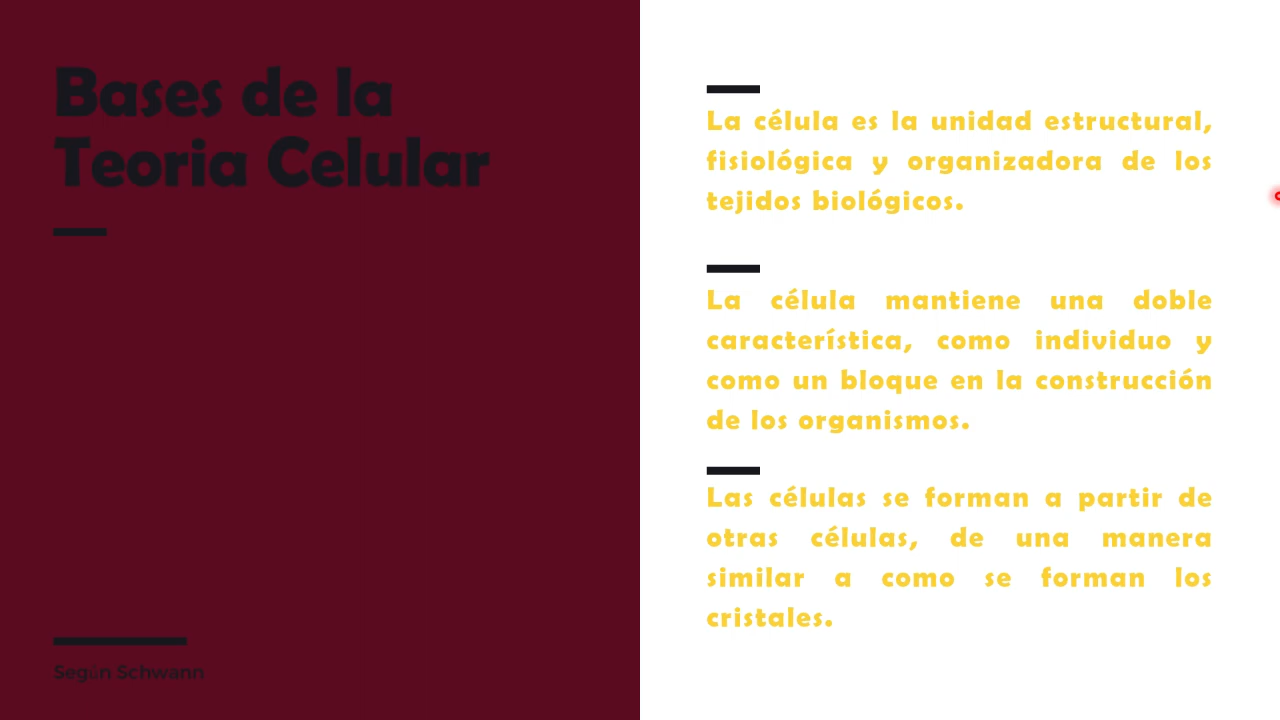 Bases de la
Teoria Celular
Según Schwann
La célula es la unidad estructural,
fisiológica y organizadora de los
tejidos biológicos.
La célula mantiene una doble
característica, como individuo y
como un bloque en la construcción
de los organismos.
Las células se forman a partir de
otras células, de una manera
similar a como se forman los
cristales.